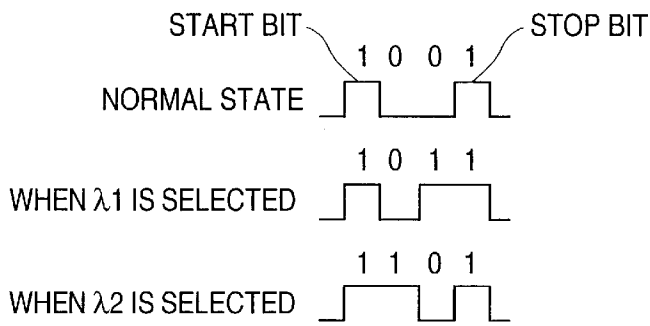 START BIT
STOP BIT
1 0 0 1
NORMAL STATE
1 0 1 1
WHEN λ1 IS SELECTED
1 1 0 1
WHEN λ2 IS SELECTED